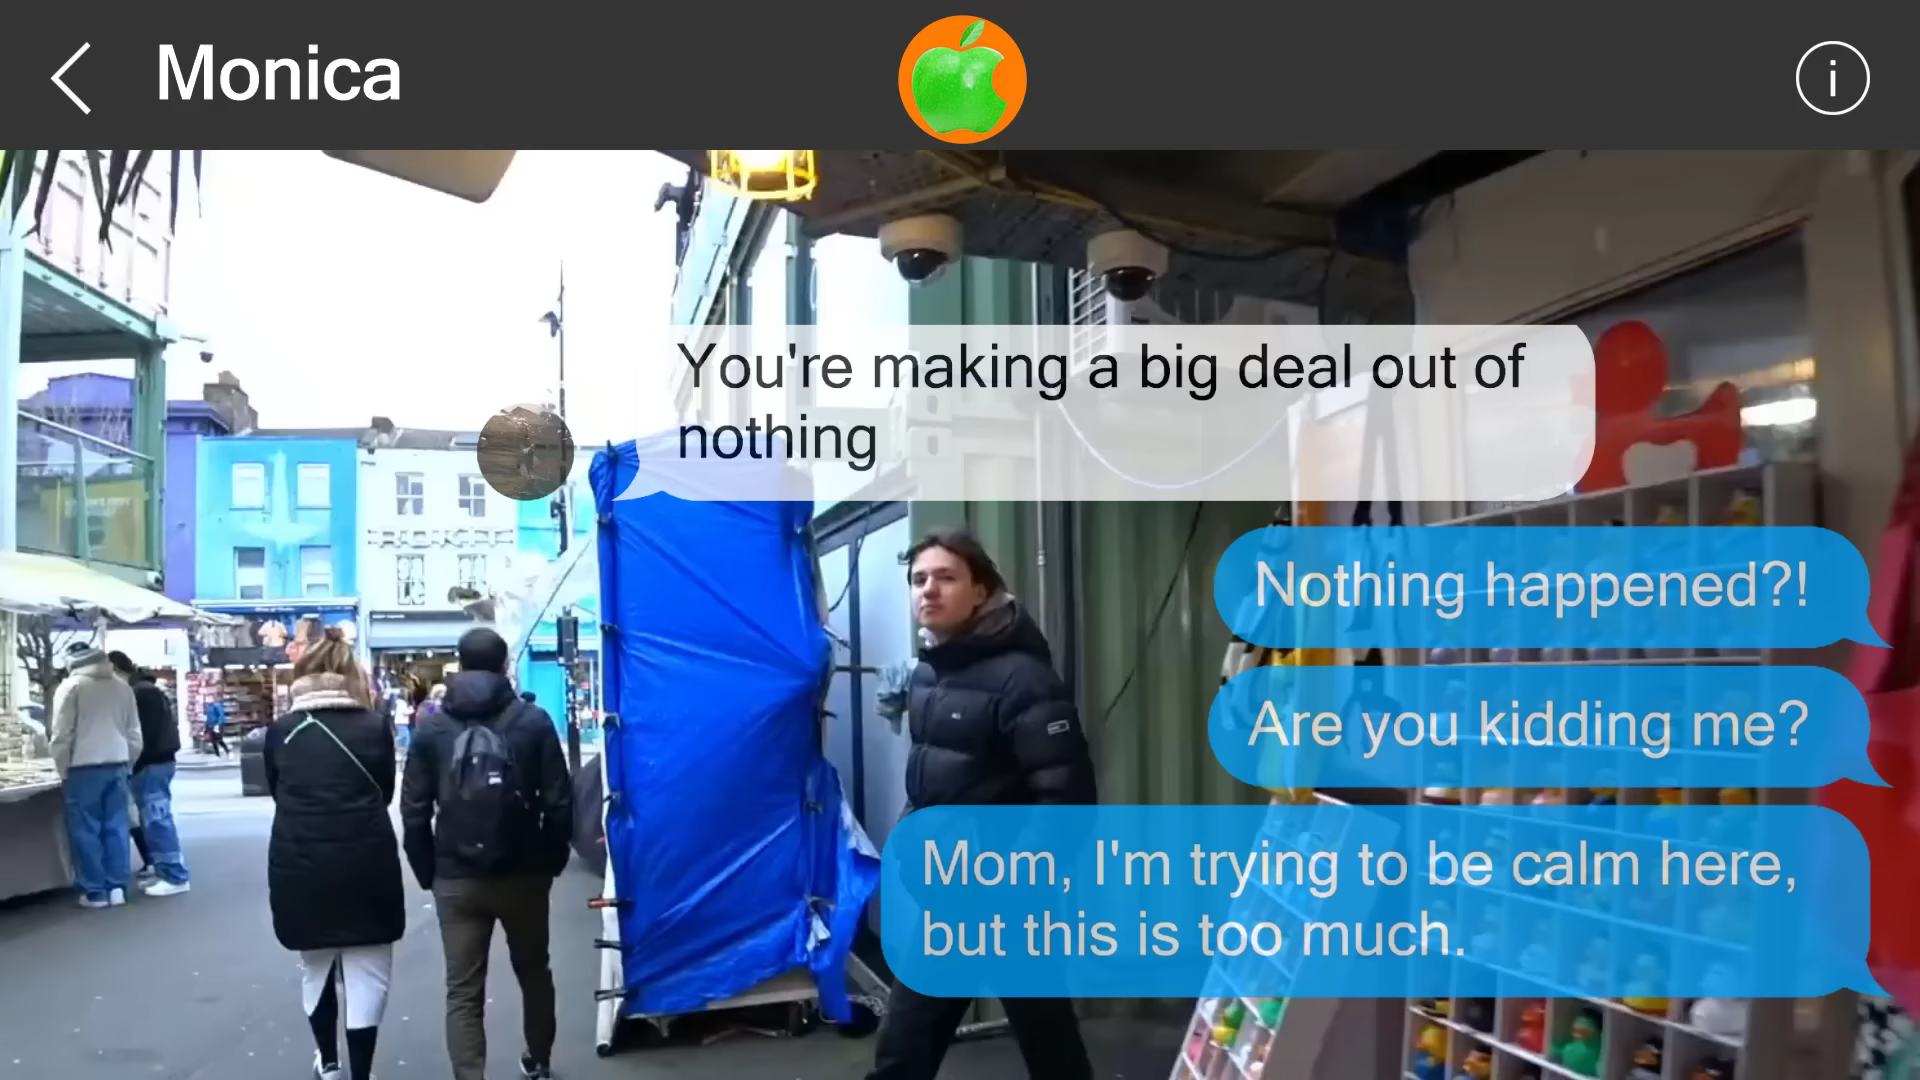 Monica
You're making a big deal out of
nothing
Nothing happened?!
Are you kidding me?
Mom, I'm trying to be calm here,
but this is too much.